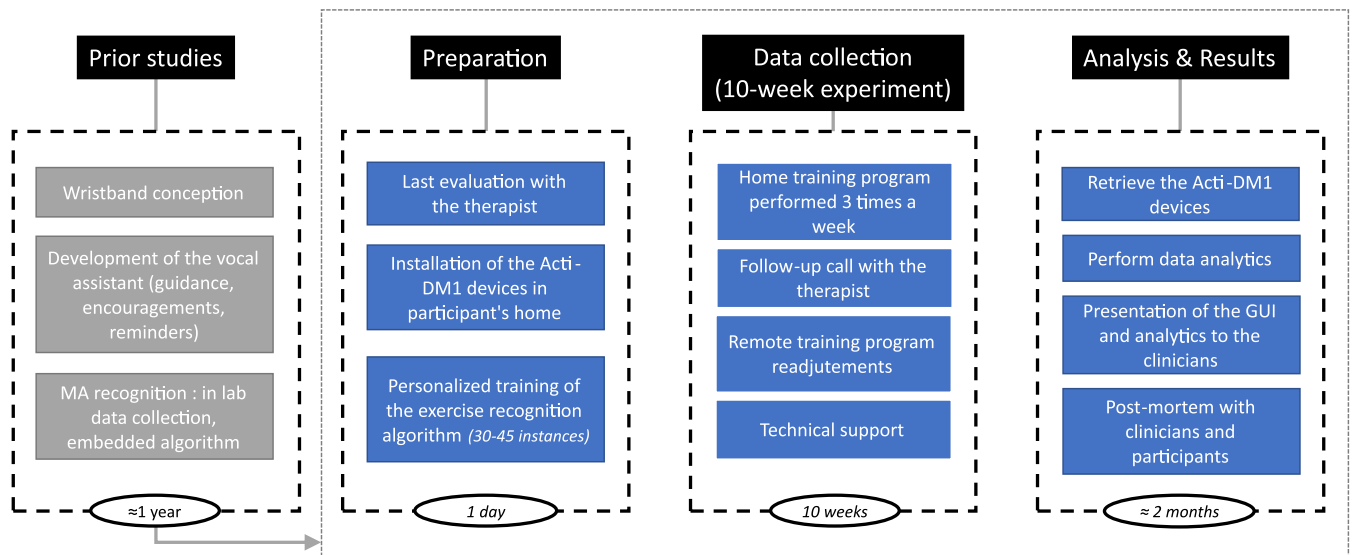 Prior studies
Wristband conception
Development of the vocal
assistant (guidance,
encouragements,
reminders)
MA recognition : in lab
data collection,
embedded algorithm
≈1 year
Preparation
Last evaluation with
the therapist
Installation of the Acti-
DM1 devices in
participant's home
Personalized training of
the exercise recognition
algorithm (30-45 instances)
1 day
Data collection
(10-week experiment)
Home training program
performed 3 times a
week
Follow-up call with the
therapist
Remote training program
readjutements
Technical support
10 weeks
Analysis & Results
Retrieve the Acti-DM1
devices
Perform data analytics
Presentation of the GUI
and analytics to the
clinicians
Post-mortem with
clinicians and
participants
≈ 2 months